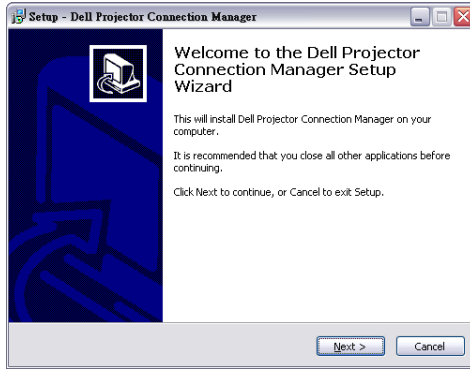 Setup - Dell Projector Connection Manager
Welcome to the Dell Projector
Connection Manager Setup
Wizard
This will install Dell Projector Connection Manager on your
computer.
It is recommended that you close all other applications before
continuing.
Click Next to continue, or Cancel to exit Setup.
Next > Cancel